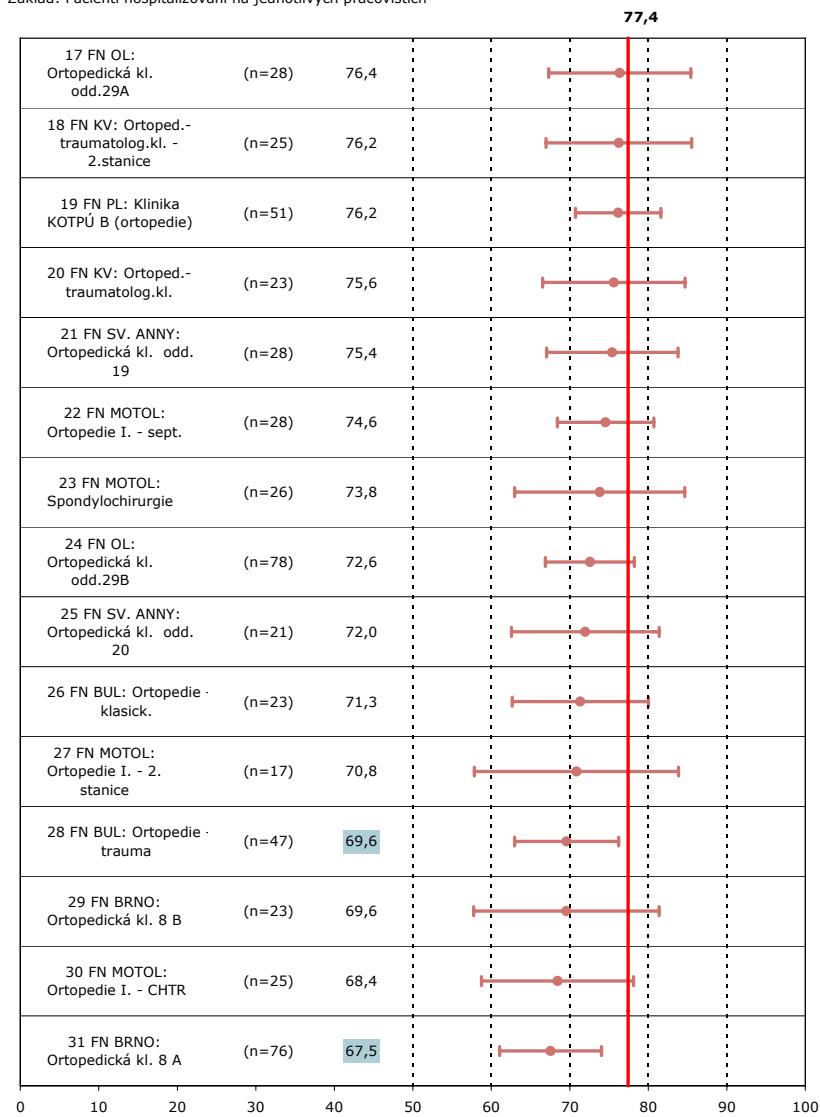 Základ: Pacienti hospitalizovaní na jednotlivých pracovištích
77,4
17 FN OL:
Ortopedická kl.
odd.29A
(n=28)
76,4
18 FN KV: Ortoped.-
traumatolog.kl. -
2.stanice
(n=25)
76,2
19 FN PL: Klinika
KOTPÚ B (ortopedie)
(n=51)
76,2
20 FN KV: Ortoped.-
traumatolog.kl.
(n=23)
75,6
21 FN SV. ANNY:
Ortopedická kl. odd.
19
(n=28)
75,4
22 FN MOTOL:
Ortopedie I. - sept.
(n=28)
74,6
23 FN MOTOL:
Spondylochirurgie
(n=26)
73,8
24 FN OL:
Ortopedická kl.
odd.29B
(n=78)
72,6
25 FN SV. ANNY:
Ortopedická kl. odd.
20
(n=21)
72,0
26 FN BUL: Ortopedie -
klasick.
(n=23)
71,3
27 FN MOTOL:
Ortopedie I. - 2.
stanice
(n=17)
70,8
28 FN BUL: Ortopedie -
trauma
(n=47)
69,6
29 FN BRNO:
Ortopedická kl. 8 B
(n=23)
69,6
30 FN MOTOL:
Ortopedie I. - CHTR
(n=25)
68,4
31 FN BRNO:
Ortopedická kl. 8 A
(n=76)
67,5
0 10 20 30 40 50 60 70 80 90 100